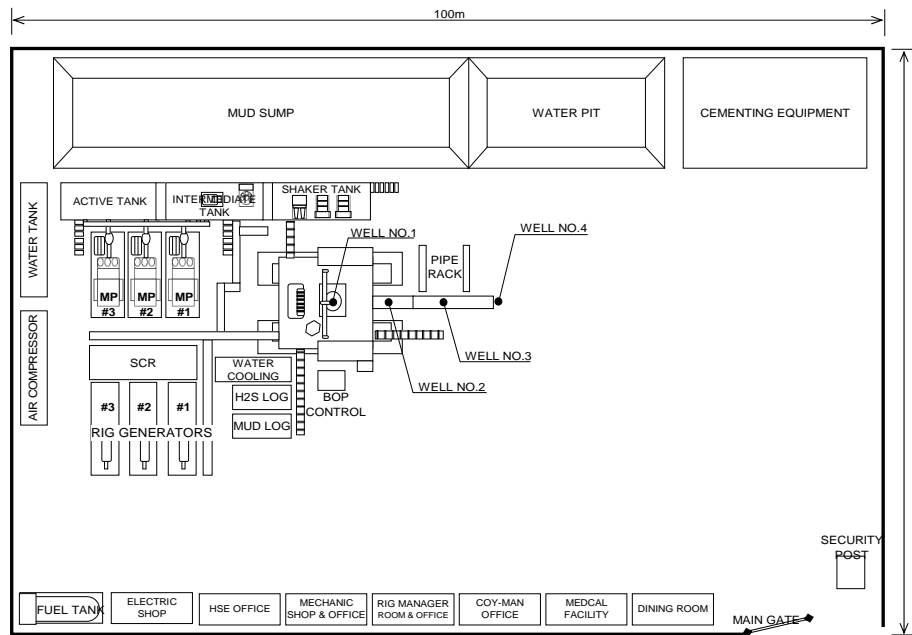 100m
MUD SUMP
WATER PIT
CEMENTING EQUIPMENT
WATER TANK
ACTIVE TANK
INTERMEDIATE
TANK
SHAKER TANK
WELL NO.1
WELL NO.4
PIPE
RACK
MP
#3
MP
#2
MP
#1
WELL NO.3
WELL NO.2
AIR COMPRESSOR
SCR
WATER
COOLING
H2S LOG
MUD LOG
BOP
CONTROL
#3
#2
#1
RIG GENERATORS
SECURITY
POST
FUEL TANK
ELECTRIC
SHOP
HSE OFFICE
MECHANIC
SHOP & OFFICE
RIG MANAGER
ROOM & OFFICE
COY-MAN
OFFICE
MEDCAL
FACILITY
DINING ROOM
MAIN GATE